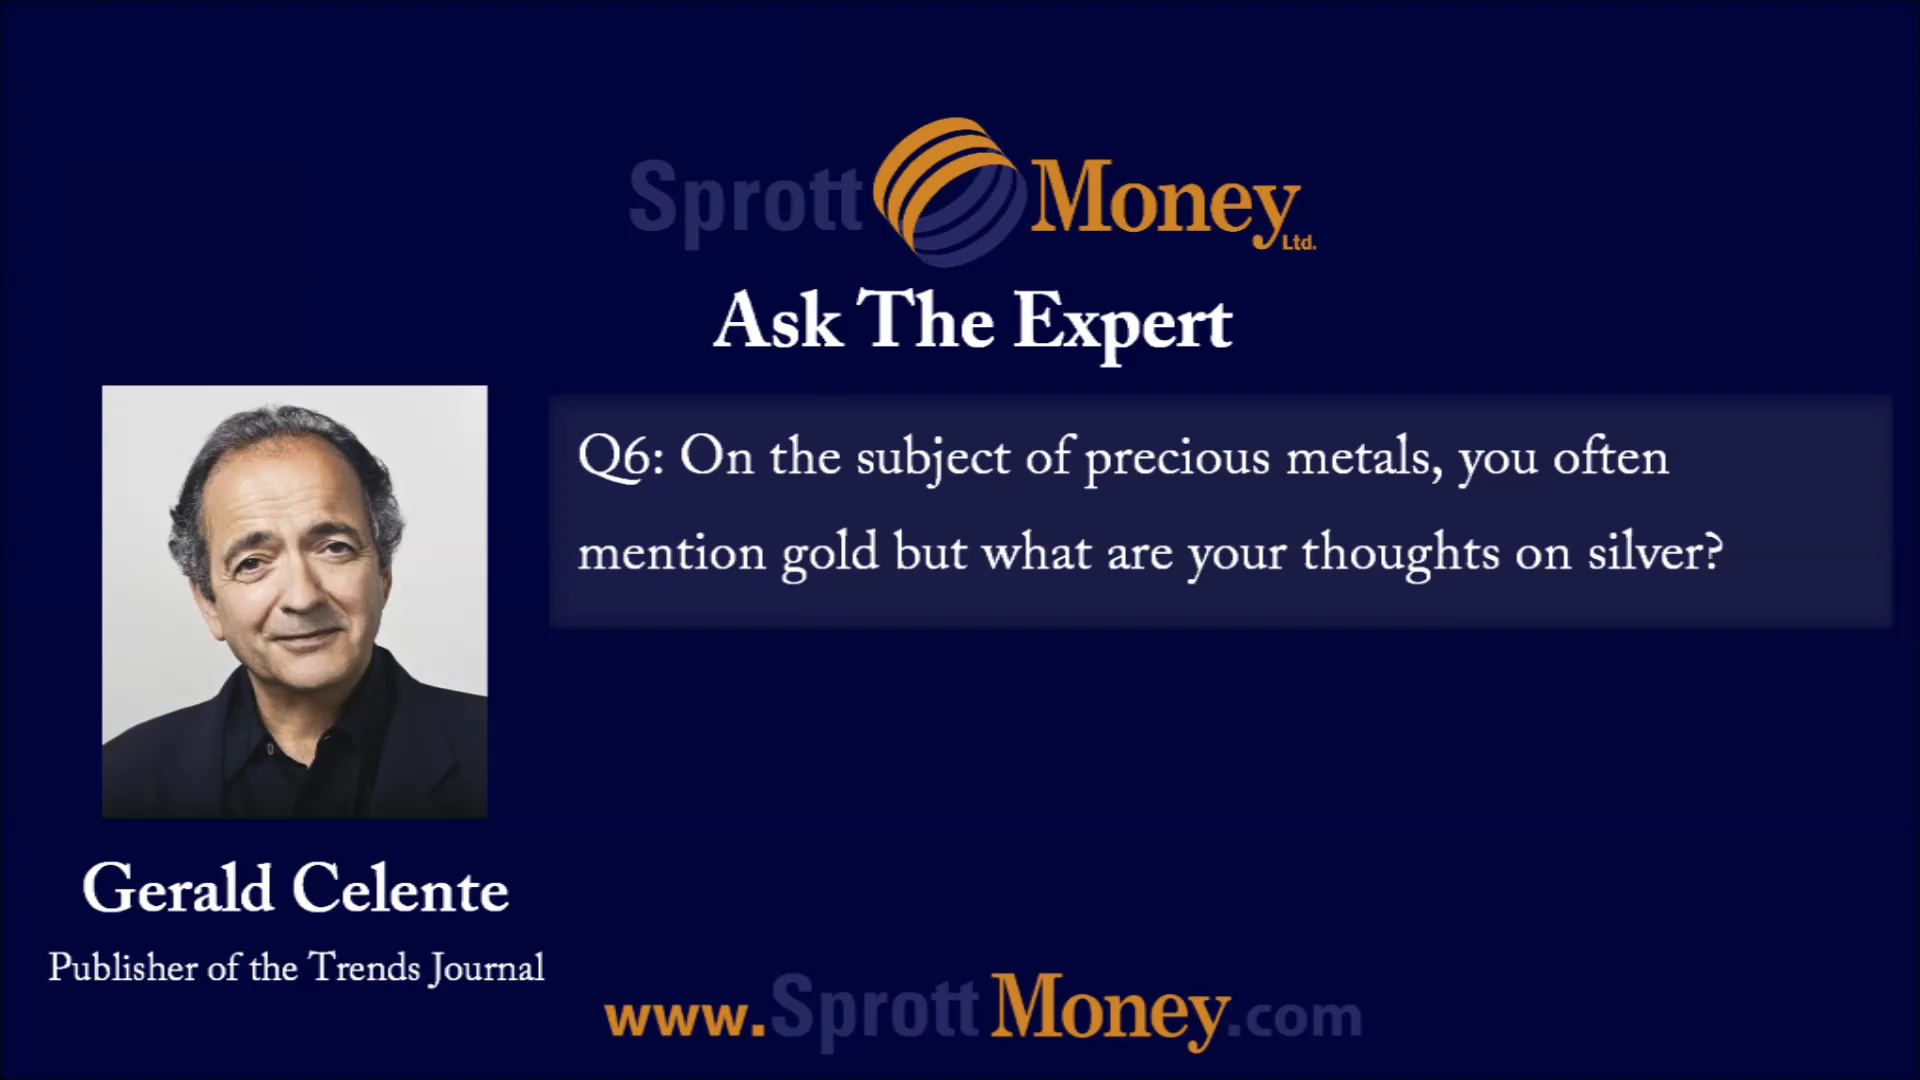 Sprott Money Ltd.
Ask The Expert
Q6: On the subject of precious metals, you often
mention gold but what are your thoughts on silver?
Gerald Celente
Publisher of the Trends Journal
www.SprottMoney.com